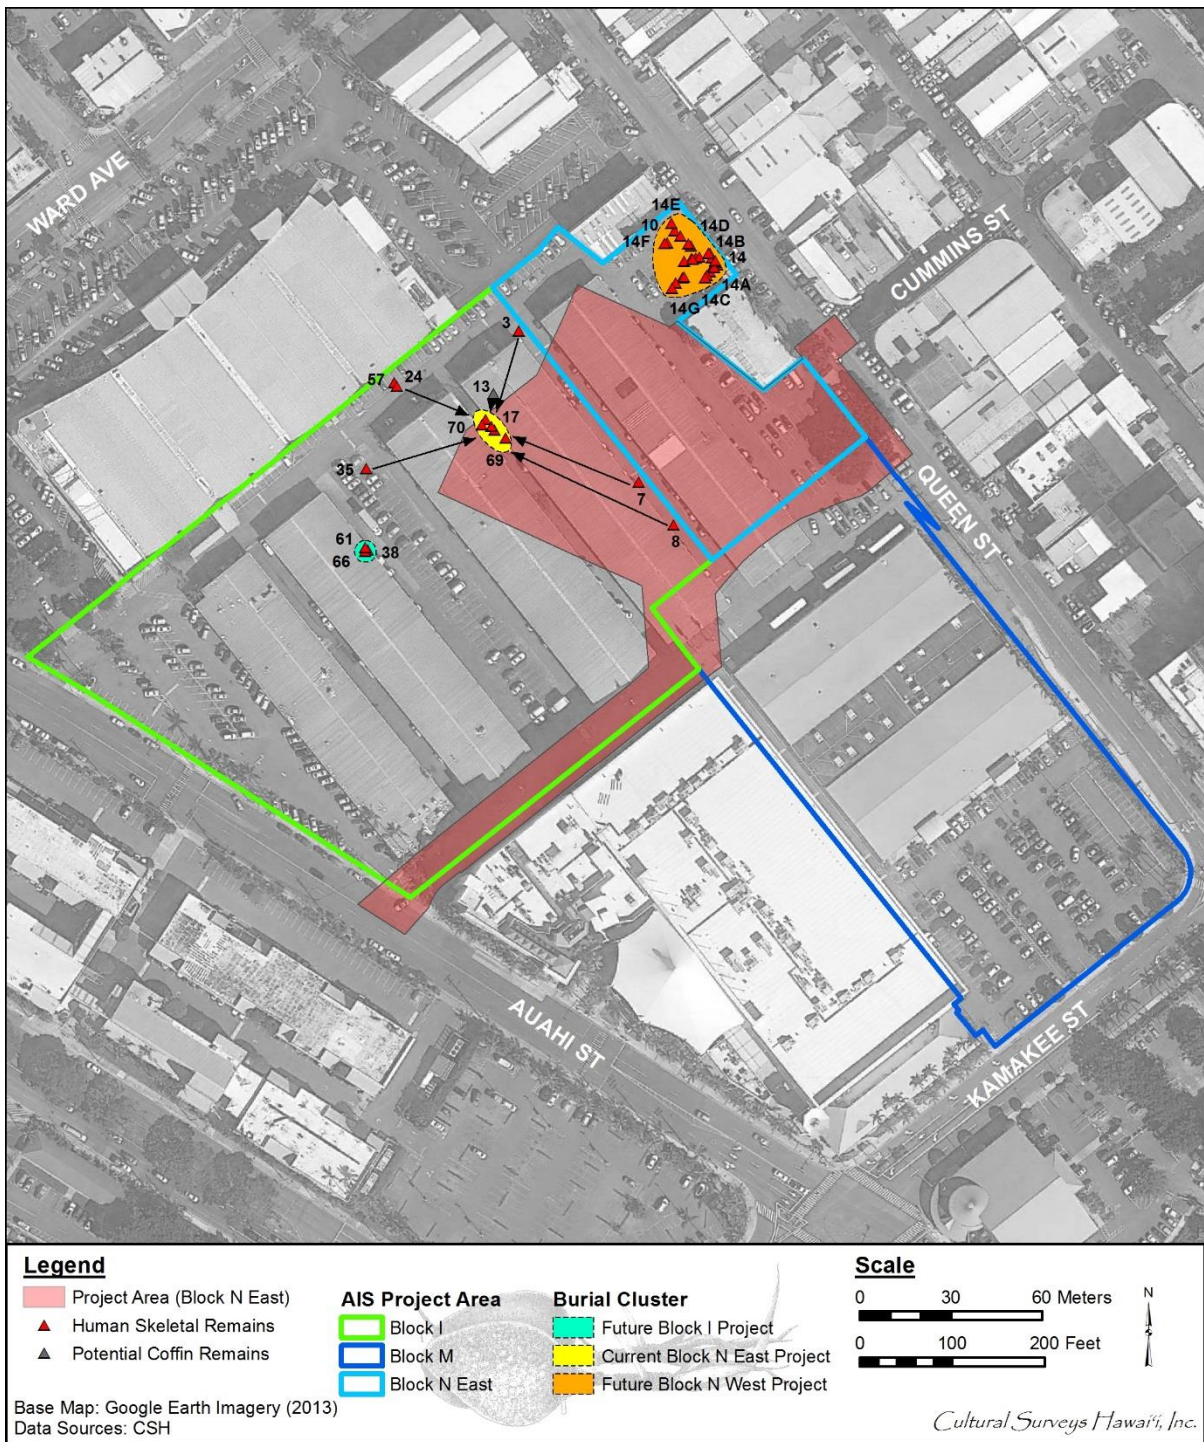 WARD AVE
CUMMINS ST
QUEEN ST
AUAHI ST
KAMAKEE ST
14E
10
14D
14F
14B
14
14A
14C
14G
3
57
24
13
17
70
69
35
7
8
61
38
66
Legend
Project Area (Block N East)
Human Skeletal Remains
Potential Coffin Remains
AIS Project Area
Block I
Block M
Block N East
Burial Cluster
Future Block I Project
Current Block N East Project
Future Block N West Project
Scale
0 30 60 Meters
0 100 200 Feet
N
Base Map: Google Earth Imagery (2013)
Data Sources: CSH
Cultural Surveys Hawaiʻi, Inc.